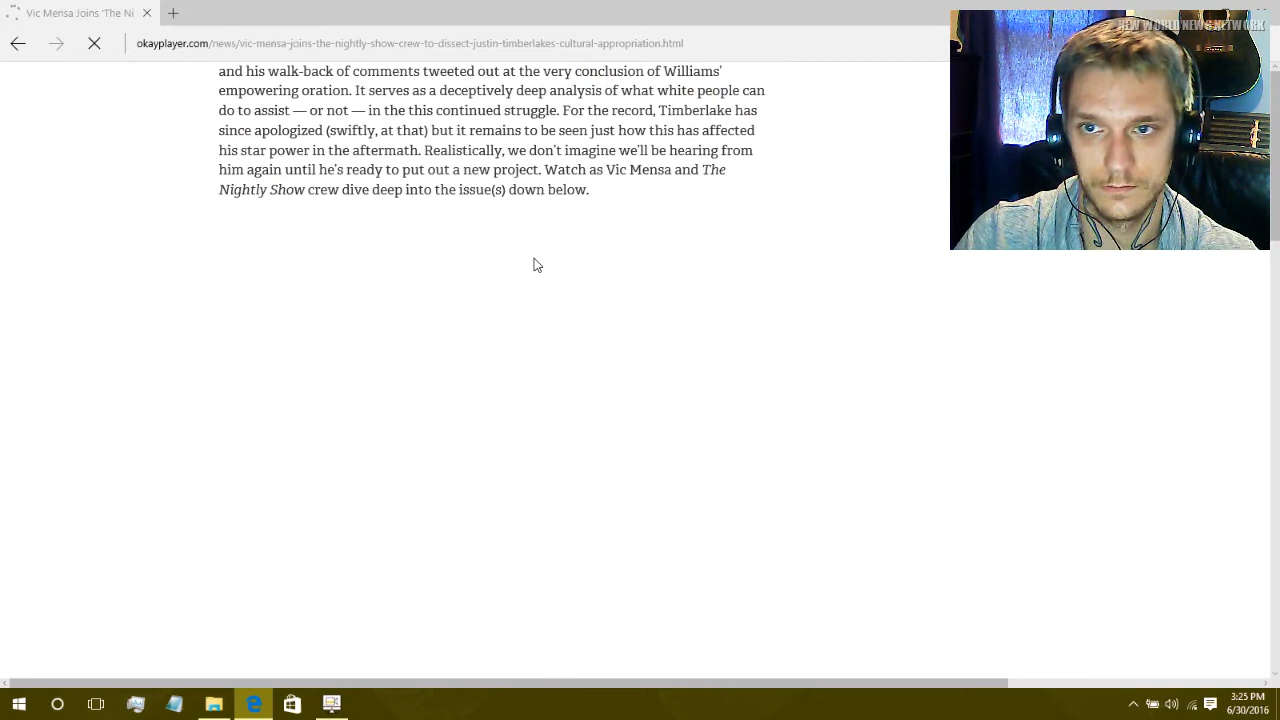 Vic Mensa Joins 'The Ni
okayplayer.com/news/vic-mensa-joins-the-nightly-show-crew-to-dissect-justin-timberlakes-cultural-appropriation.html
NEW WORLD NEWS NETWORK
and his walk-back of comments tweeted out at the very conclusion of Williams'
empowering oration. It serves as a deceptively deep analysis of what white people can
do to assist — or not — in the this continued struggle. For the record, Timberlake has
since apologized (swiftly, at that) but it remains to be seen just how this has affected
his star power in the aftermath. Realistically, we don't imagine we'll be hearing from
him again until he's ready to put out a new project. Watch as Vic Mensa and The
Nightly Show crew dive deep into the issue(s) down below.
3:25 PM
6/30/2016